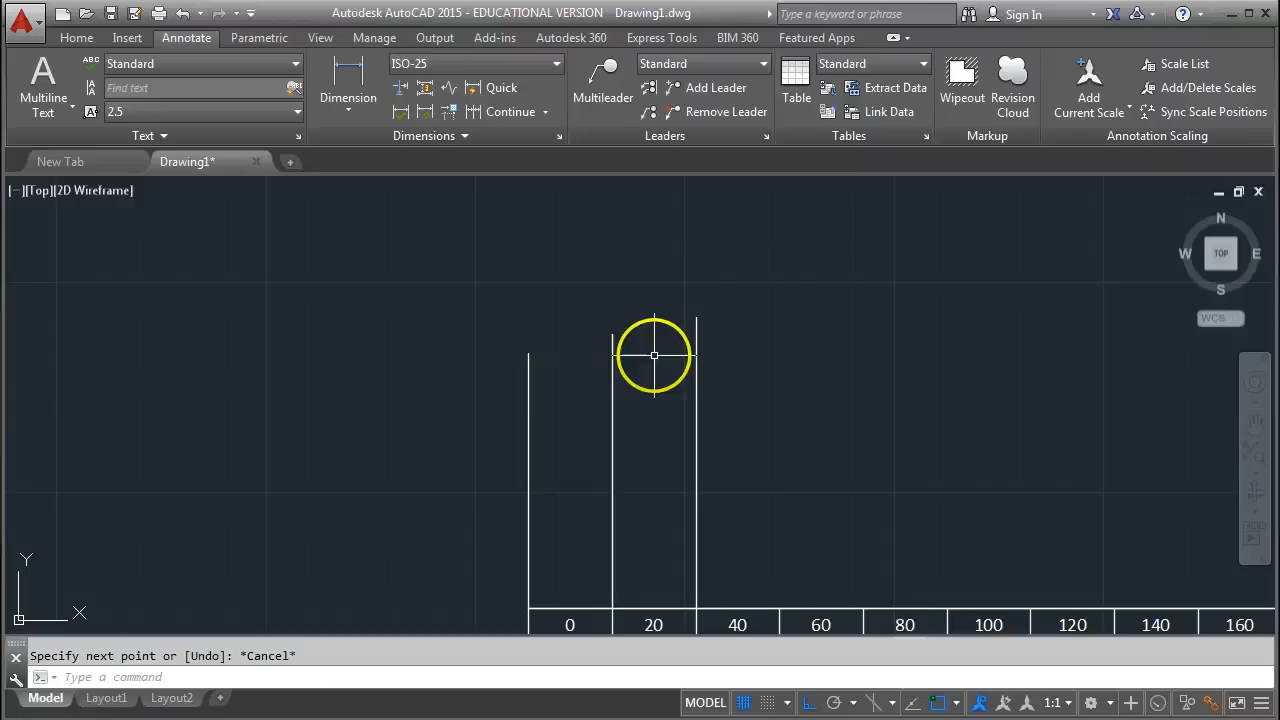 Autodesk AutoCAD 2015 - EDUCATIONAL VERSION Drawing1.dwg
Type a keyword or phrase
Sign In
Home Insert Annotate Parametric View Manage Output Add-ins Autodesk 360 Express Tools BIM 360 Featured Apps
A
Multiline
Text
ABC
Standard
Find text
2.5
Text
Dimension
ISO-25
Quick
Continue
Dimensions
Multileader
Standard
Add Leader
Remove Leader
Leaders
Table
Standard
Extract Data
Link Data
Tables
Wipeout
Revision
Cloud
Markup
Add
Current Scale
Scale List
Add/Delete Scales
Sync Scale Positions
Annotation Scaling
New Tab
Drawing1*
[−][Top][2D Wireframe]
N
W TOP E
S
WCS
Y
X
0 20 40 60 80 100 120 140 160
Specify next point or [Undo]: *Cancel*
Type a command
Model Layout1 Layout2
MODEL
1:1